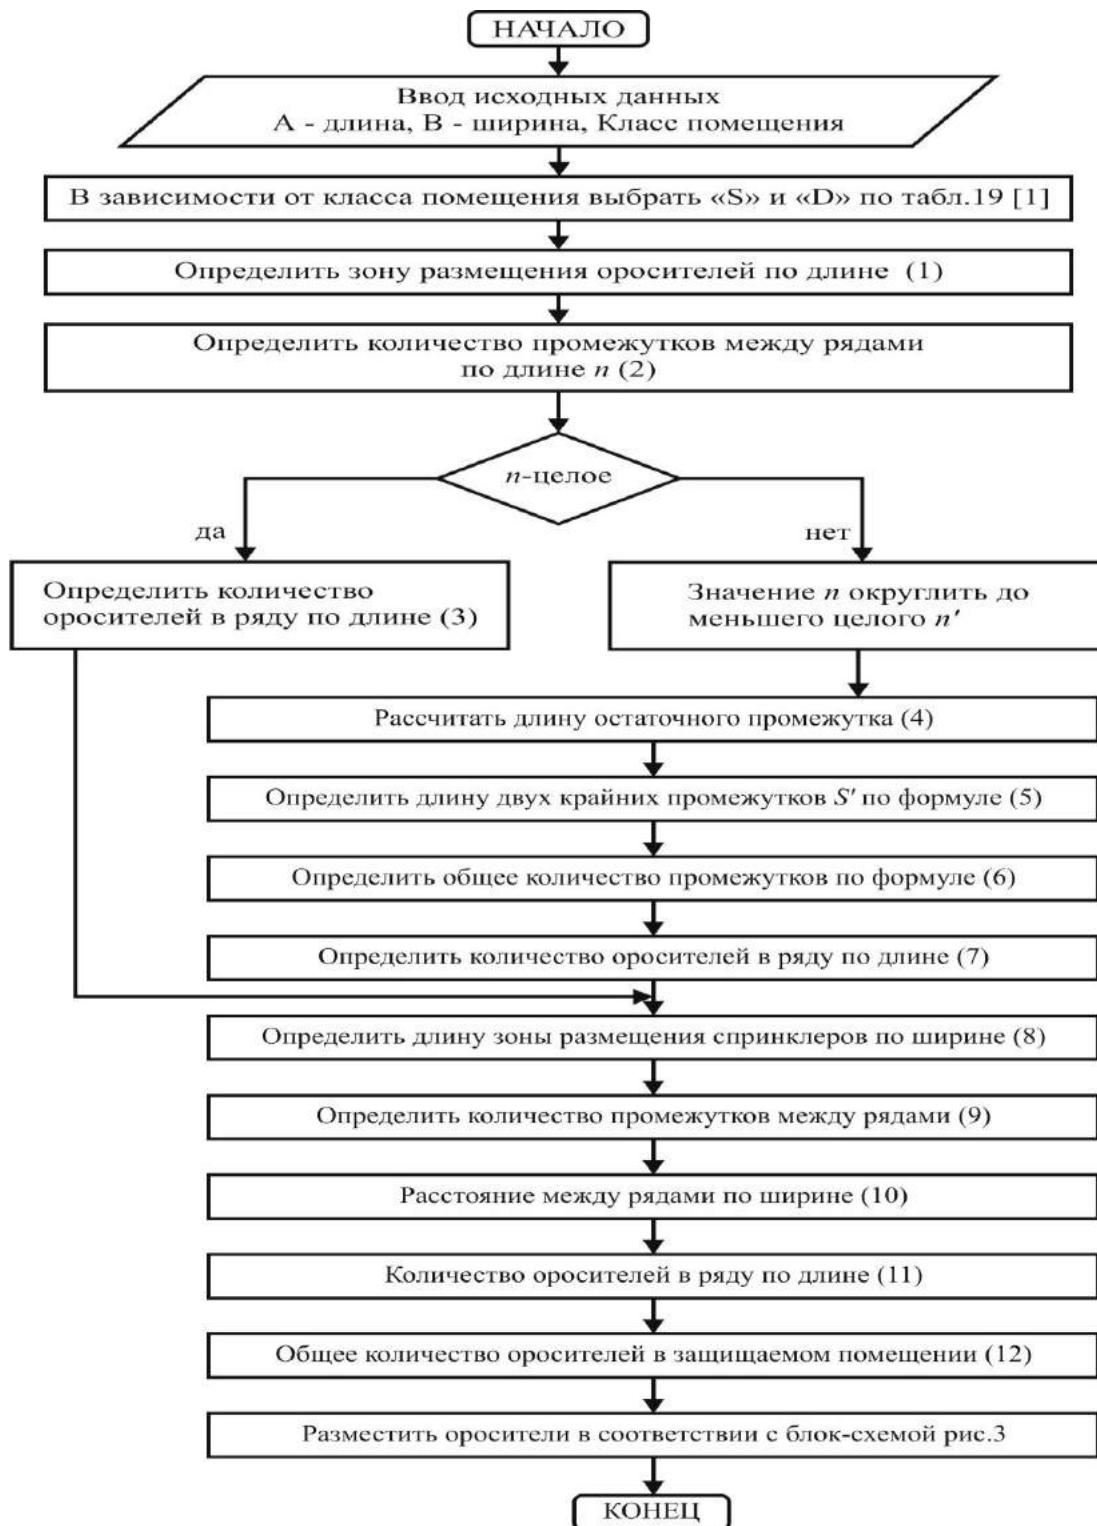 НАЧАЛО
Ввод исходных данных
А - длина, В - ширина, Класс помещения
В зависимости от класса помещения выбрать «S» и «D» по табл.19 [1]
Определить зону размещения оросителей по длине (1)
Определить количество промежутков между рядами
по длине n (2)
n-целое
да
нет
Определить количество
оросителей в ряду по длине (3)
Значение n округлить до
меньшего целого n′
Рассчитать длину остаточного промежутка (4)
Определить длину двух крайних промежутков S′ по формуле (5)
Определить общее количество промежутков по формуле (6)
Определить количество оросителей в ряду по длине (7)
Определить длину зоны размещения спринклеров по ширине (8)
Определить количество промежутков между рядами (9)
Расстояние между рядами по ширине (10)
Количество оросителей в ряду по длине (11)
Общее количество оросителей в защищаемом помещении (12)
Разместить оросители в соответствии с блок-схемой рис.3
КОНЕЦ